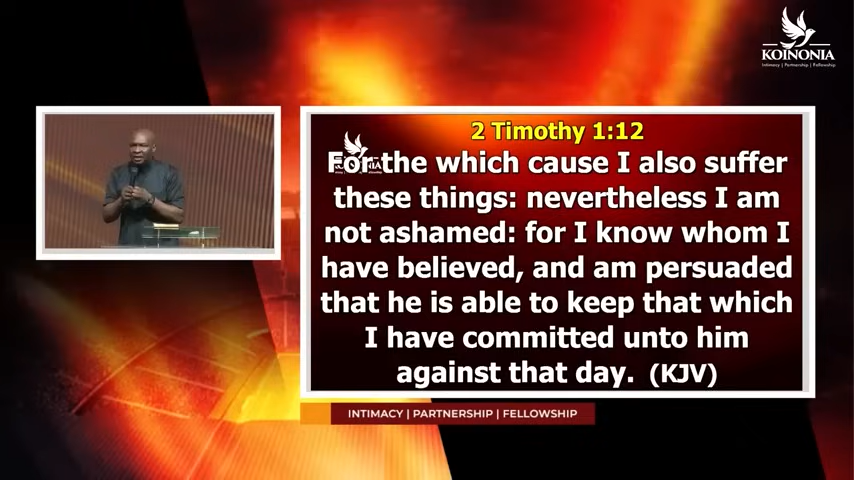 KOINONIA
Intimacy | Partnership | Fellowship
2 Timothy 1:12
For the which cause I also suffer
these things: nevertheless I am
not ashamed: for I know whom I
have believed, and am persuaded
that he is able to keep that which
I have committed unto him
against that day. (KJV)
INTIMACY | PARTNERSHIP | FELLOWSHIP